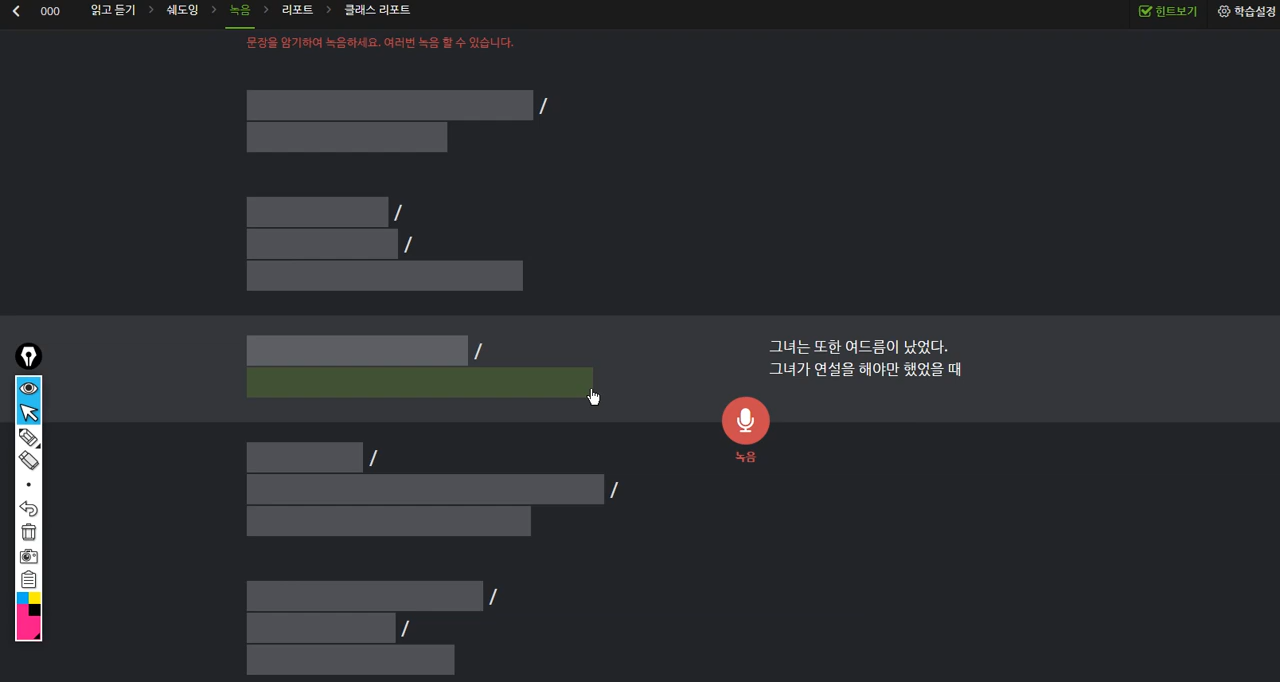 000 읽고 듣기 > 쉐도잉 > 녹음 > 리포트 > 클래스 리포트 힌트보기 학습설정
문장을 암기하여 녹음하세요. 여러번 녹음 할 수 있습니다.
/
/
/
/
그녀는 또한 여드름이 났었다.
그녀가 연설을 해야만 했었을 때
녹음
/
/
/
/